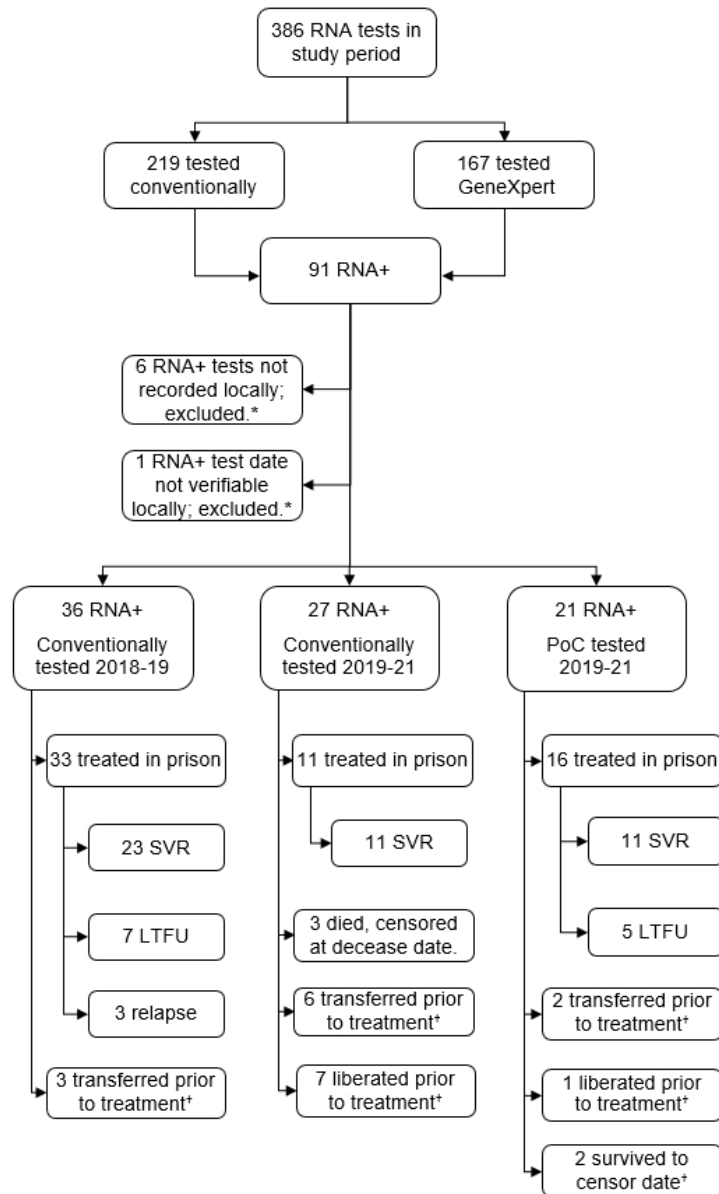 386 RNA tests in
study period
219 tested
conventionally
167 tested
GeneXpert
91 RNA+
6 RNA+ tests not
recorded locally;
excluded.*
1 RNA+ test date
not verifiable
locally; excluded.*
36 RNA+
Conventionally
tested 2018-19
27 RNA+
Conventionally
tested 2019-21
21 RNA+
PoC tested
2019-21
33 treated in prison
23 SVR
7 LTFU
3 relapse
3 transferred prior
to treatment†
11 treated in prison
11 SVR
3 died, censored
at decease date.
6 transferred prior
to treatment†
7 liberated prior
to treatment†
16 treated in prison
11 SVR
5 LTFU
2 transferred prior
to treatment†
1 liberated prior
to treatment†
2 survived to
censor date†